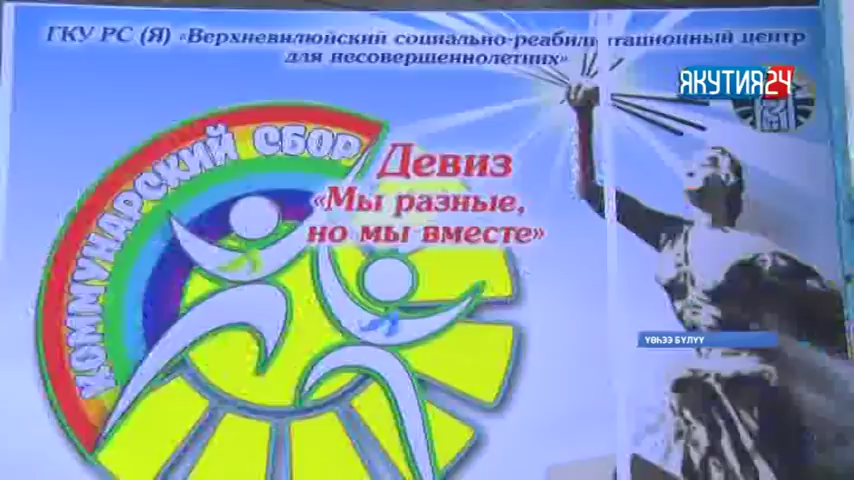 ГКУ РС (Я) «Верхневилюйский социально-реабилитационный центр
для несовершеннолетних»
ЯКУТИЯ24
КОММУНАРСКИЙ СБОР
Девиз
«Мы разные,
но мы вместе»
ҮӨҺЭЭ БҮЛҮҮ